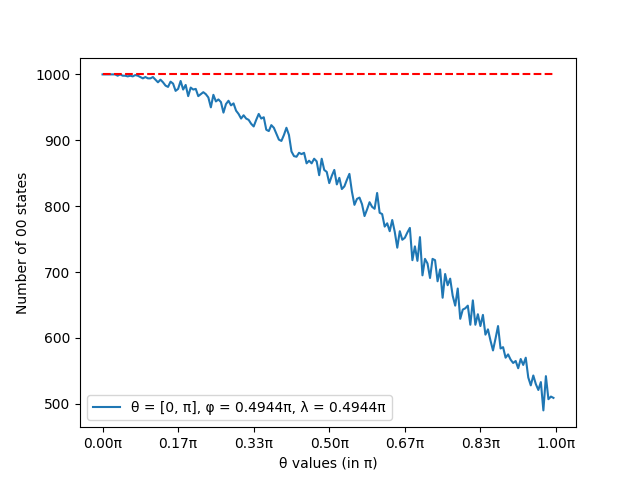 1000
900
800
700
600
500
Number of 00 states
θ = [0, π], φ = 0.4944π, λ = 0.4944π
0.00π 0.17π 0.33π 0.50π 0.67π 0.83π 1.00π
θ values (in π)